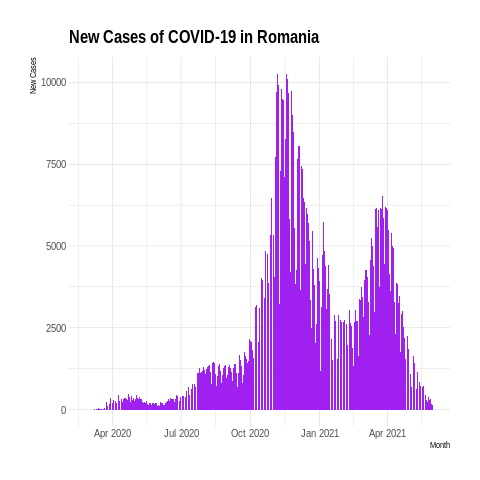 New Cases of COVID-19 in Romania
New Cases
10000
7500
5000
2500
0
Apr 2020 Jul 2020 Oct 2020 Jan 2021 Apr 2021
Month